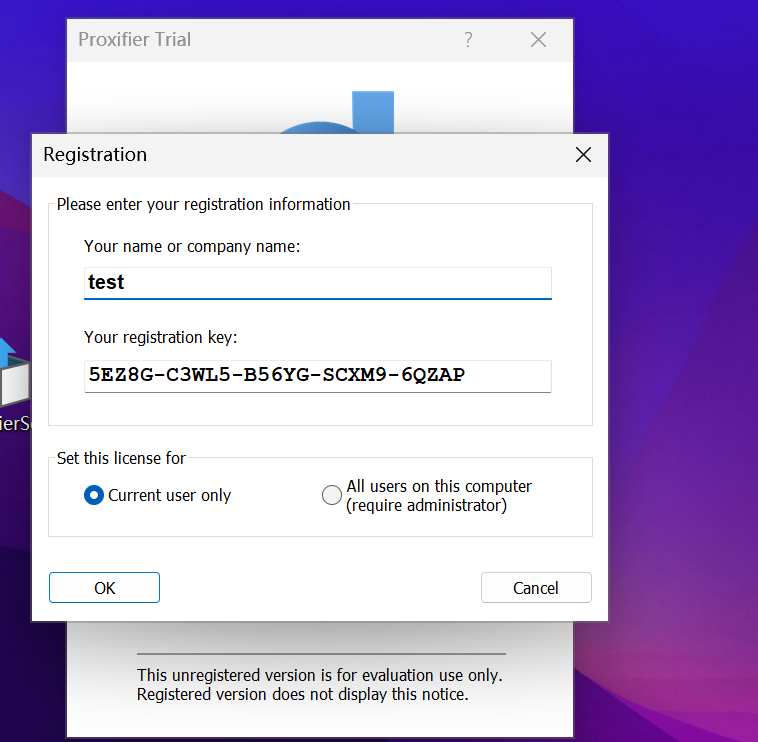 Proxifier Trial
?
Registration
Please enter your registration information
Your name or company name:
test
Your registration key:
5EZ8G-C3WL5-B56YG-SCXM9-6QZAP
Set this license for
Current user only
All users on this computer
(require administrator)
OK
Cancel
ierS
This unregistered version is for evaluation use only.
Registered version does not display this notice.